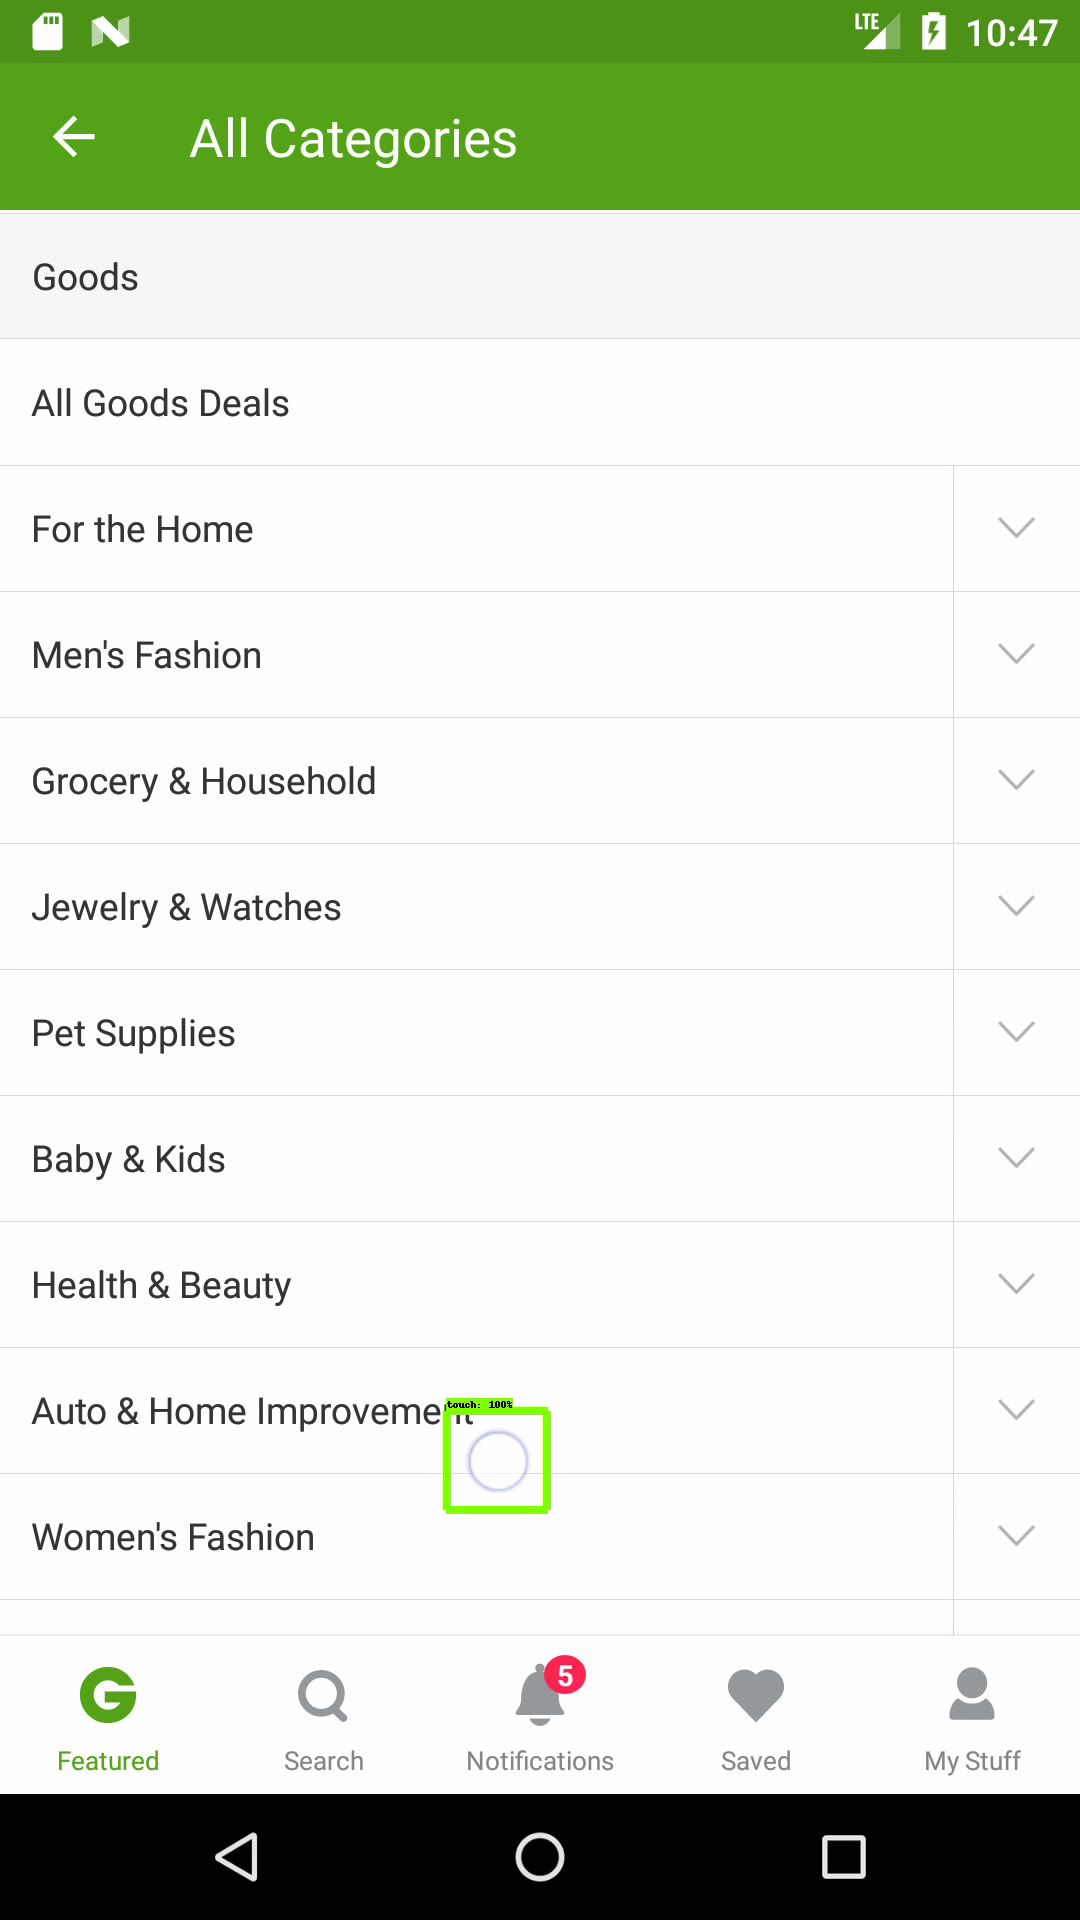 LTE 10:47
All Categories
Goods
All Goods Deals
For the Home
Men's Fashion
Grocery & Household
Jewelry & Watches
Pet Supplies
Baby & Kids
Health & Beauty
touch: 100%
Auto & Home Improvement
Women's Fashion
5
Featured Search Notifications Saved My Stuff